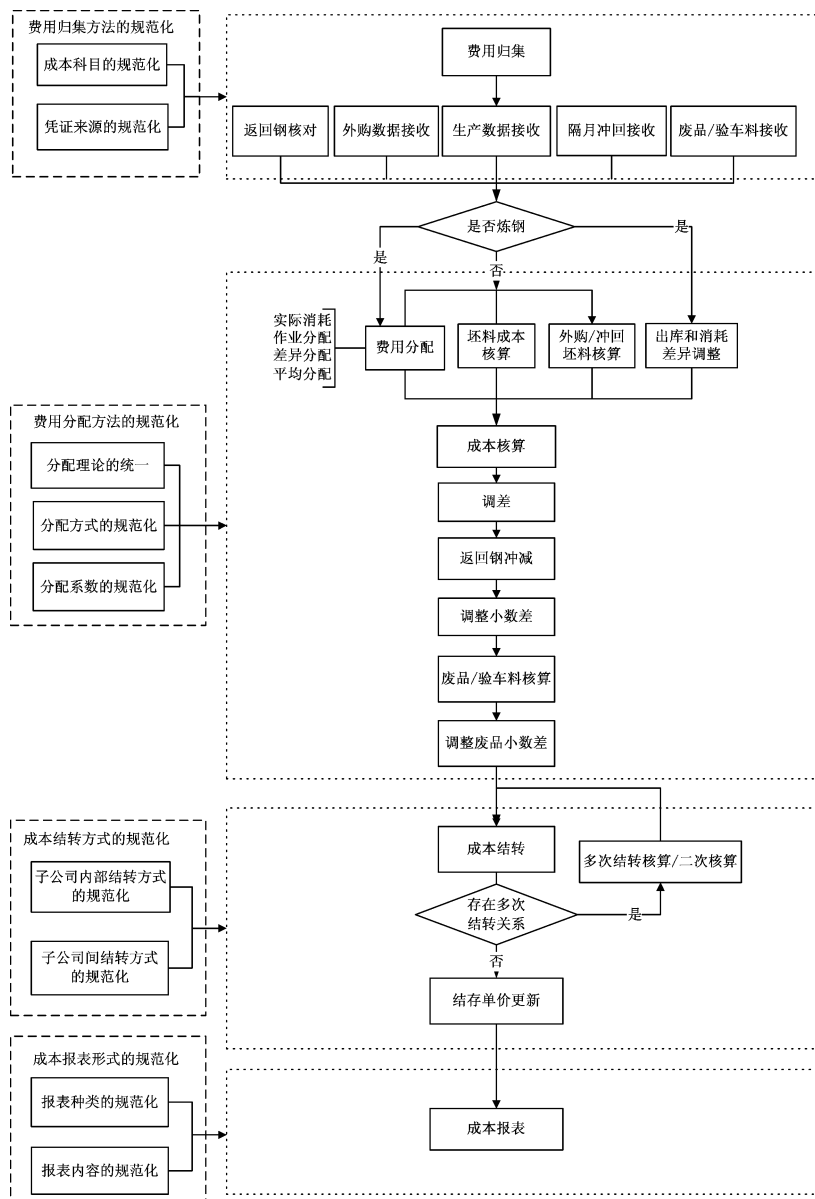 费用归集方法的规范化
成本科目的规范化
凭证来源的规范化
费用归集
返回钢核对
外购数据接收
生产数据接收
隔月冲回接收
废品/验车料接收
是否炼钢
是
否
是
实际消耗
作业分配
差异分配
平均分配
费用分配
坯料成本
核算
外购/冲回
坯料核算
出库和消耗
差异调整
费用分配方法的规范化
分配理论的统一
分配方式的规范化
分配系数的规范化
成本核算
调差
返回钢冲减
调整小数差
废品/验车料核算
调整废品小数差
成本结转方式的规范化
子公司内部结转方式
的规范化
子公司间结转方式
的规范化
成本结转
多次结转核算/二次核算
存在多次
结转关系
是
否
结存单价更新
成本报表形式的规范化
报表种类的规范化
报表内容的规范化
成本报表